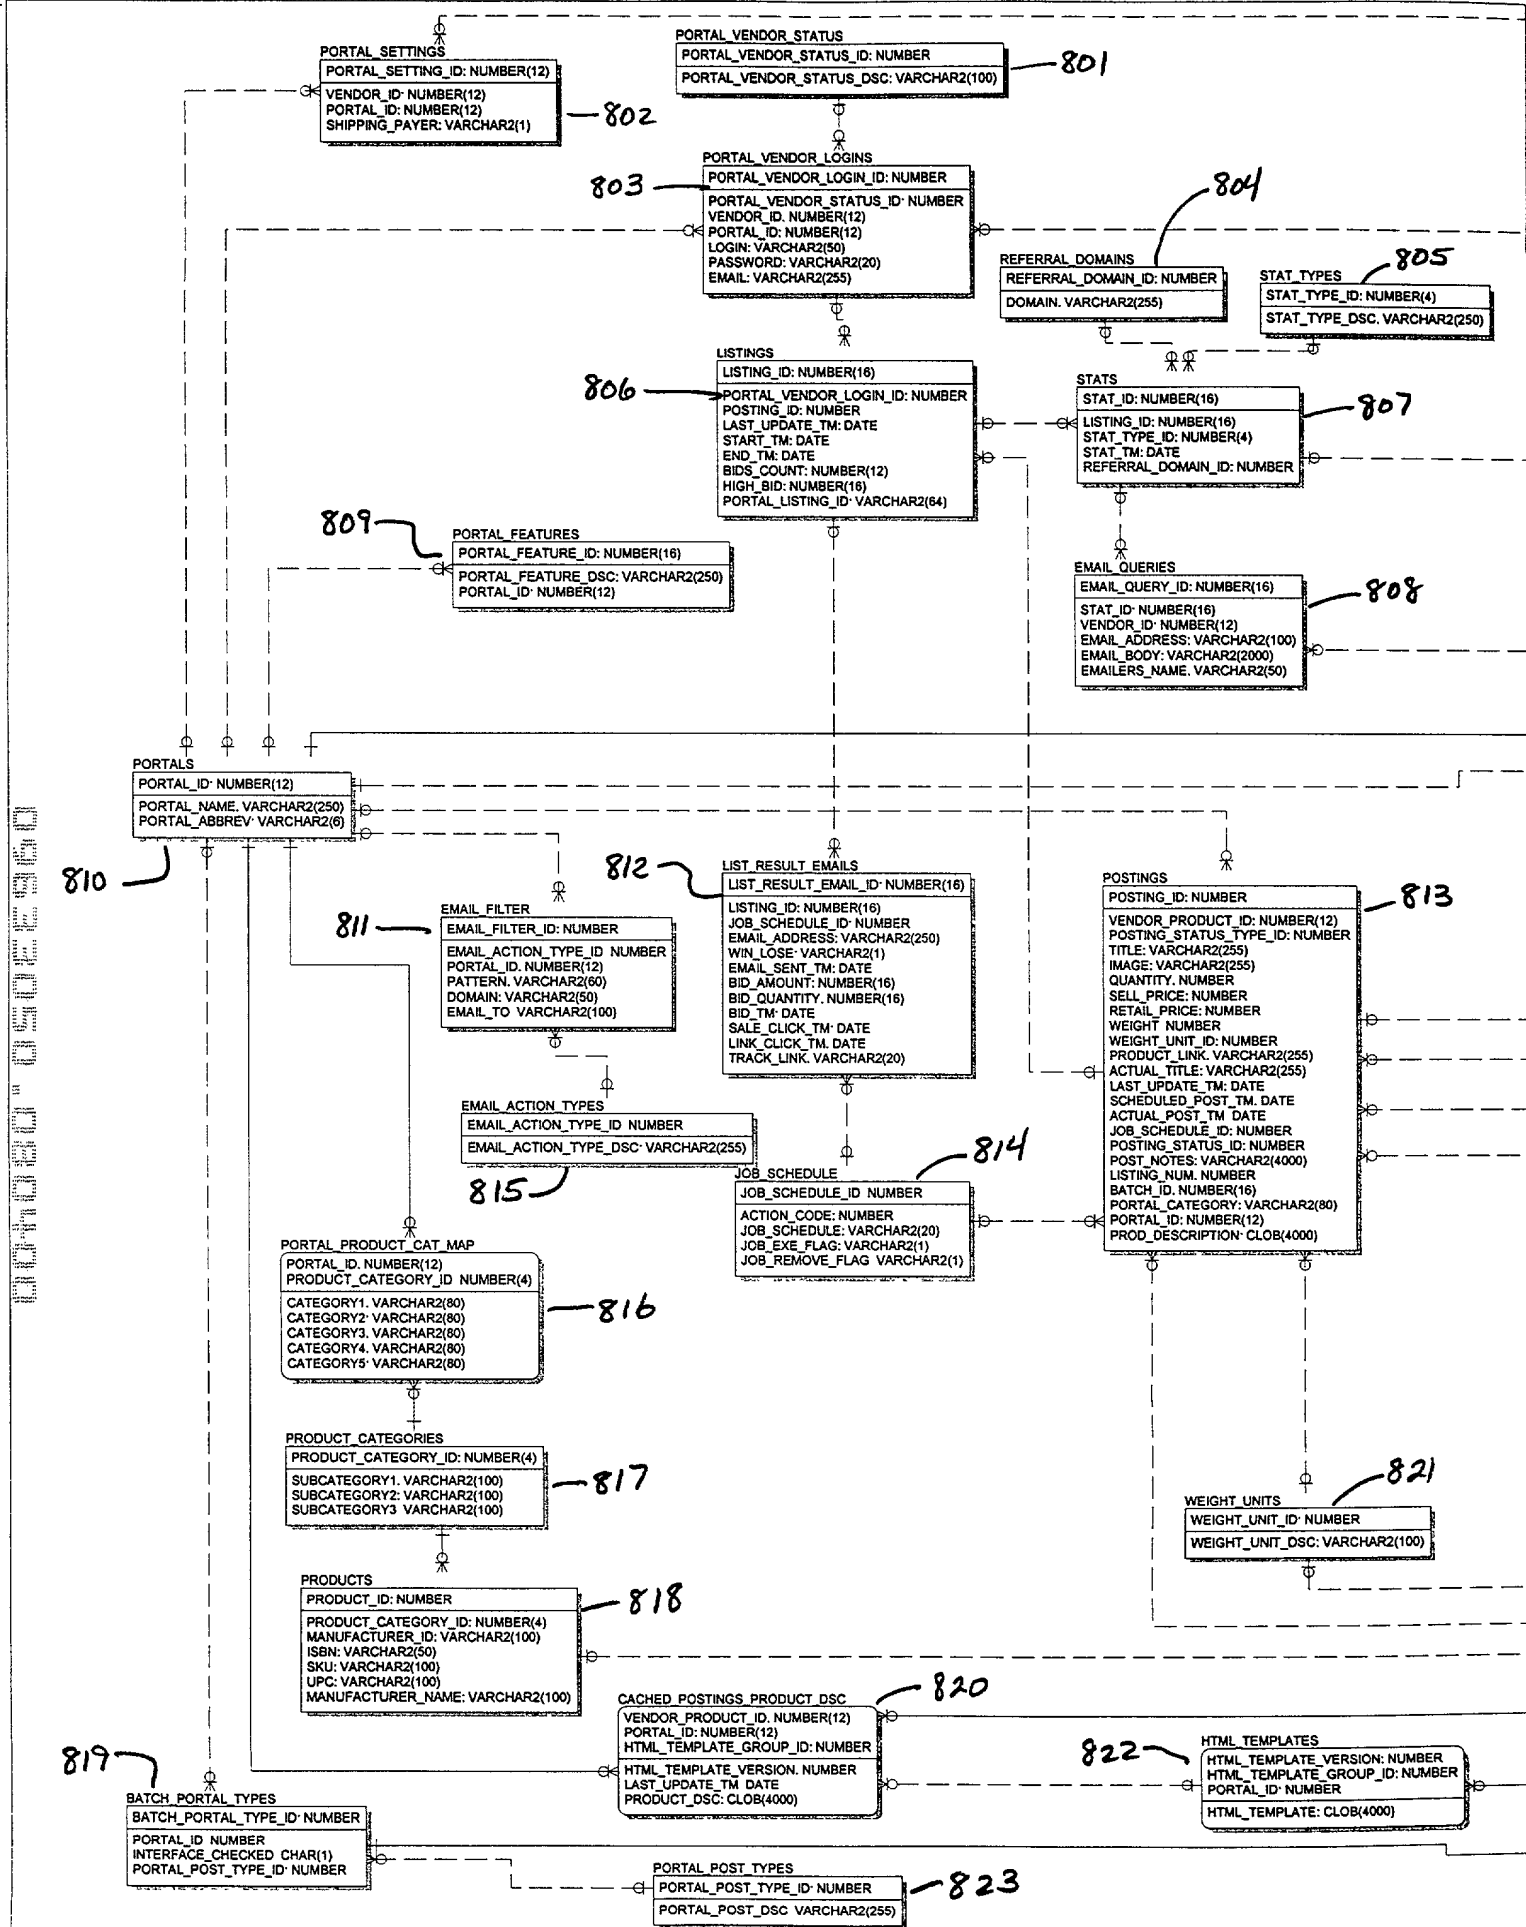 PORTAL_SETTINGS
PORTAL_SETTING_ID: NUMBER(12)
VENDOR_ID· NUMBER(12)
PORTAL_ID: NUMBER(12)
SHIPPING_PAYER: VARCHAR2(1)
802
PORTAL_VENDOR_STATUS
PORTAL_VENDOR_STATUS_ID: NUMBER
PORTAL_VENDOR_STATUS_DSC: VARCHAR2(100)
801
PORTAL_VENDOR_LOGINS
PORTAL_VENDOR_LOGIN_ID: NUMBER
PORTAL_VENDOR_STATUS_ID· NUMBER
VENDOR_ID. NUMBER(12)
PORTAL_ID: NUMBER(12)
LOGIN: VARCHAR2(50)
PASSWORD: VARCHAR2(20)
EMAIL: VARCHAR2(255)
803
804
REFERRAL_DOMAINS
REFERRAL_DOMAIN_ID: NUMBER
DOMAIN. VARCHAR2(255)
805
STAT_TYPES
STAT_TYPE_ID: NUMBER(4)
STAT_TYPE_DSC. VARCHAR2(250)
LISTINGS
LISTING_ID: NUMBER(16)
PORTAL_VENDOR_LOGIN_ID: NUMBER
POSTING_ID: NUMBER
LAST_UPDATE_TM: DATE
START_TM: DATE
END_TM: DATE
BIDS_COUNT: NUMBER(12)
HIGH_BID: NUMBER(16)
PORTAL_LISTING_ID· VARCHAR2(64)
806
STATS
STAT_ID: NUMBER(16)
LISTING_ID: NUMBER(16)
STAT_TYPE_ID: NUMBER(4)
STAT_TM: DATE
REFERRAL_DOMAIN_ID: NUMBER
807
809
PORTAL_FEATURES
PORTAL_FEATURE_ID: NUMBER(16)
PORTAL_FEATURE_DSC: VARCHAR2(250)
PORTAL_ID· NUMBER(12)
EMAIL_QUERIES
EMAIL_QUERY_ID: NUMBER(16)
STAT_ID· NUMBER(16)
VENDOR_ID· NUMBER(12)
EMAIL_ADDRESS: VARCHAR2(100)
EMAIL_BODY: VARCHAR2(2000)
EMAILERS_NAME. VARCHAR2(50)
808
PORTALS
PORTAL_ID· NUMBER(12)
PORTAL_NAME. VARCHAR2(250)
PORTAL_ABBREV· VARCHAR2(6)
810
811
EMAIL_FILTER
EMAIL_FILTER_ID: NUMBER
EMAIL_ACTION_TYPE_ID NUMBER
PORTAL_ID. NUMBER(12)
PATTERN. VARCHAR2(60)
DOMAIN: VARCHAR2(50)
EMAIL_TO VARCHAR2(100)
812
LIST_RESULT_EMAILS
LIST_RESULT_EMAIL_ID· NUMBER(16)
LISTING_ID: NUMBER(16)
JOB_SCHEDULE_ID· NUMBER
EMAIL_ADDRESS: VARCHAR2(250)
WIN_LOSE· VARCHAR2(1)
EMAIL_SENT_TM: DATE
BID_AMOUNT: NUMBER(16)
BID_QUANTITY. NUMBER(16)
BID_TM· DATE
SALE_CLICK_TM· DATE
LINK_CLICK_TM. DATE
TRACK_LINK. VARCHAR2(20)
POSTINGS
POSTING_ID: NUMBER
VENDOR_PRODUCT_ID: NUMBER(12)
POSTING_STATUS_TYPE_ID: NUMBER
TITLE: VARCHAR2(255)
IMAGE: VARCHAR2(255)
QUANTITY. NUMBER
SELL_PRICE: NUMBER
RETAIL_PRICE: NUMBER
WEIGHT NUMBER
WEIGHT_UNIT_ID: NUMBER
PRODUCT_LINK. VARCHAR2(255)
ACTUAL_TITLE: VARCHAR2(255)
LAST_UPDATE_TM: DATE
SCHEDULED_POST_TM. DATE
ACTUAL_POST_TM DATE
JOB_SCHEDULE_ID: NUMBER
POSTING_STATUS_ID: NUMBER
POST_NOTES: VARCHAR2(4000)
LISTING_NUM. NUMBER
BATCH_ID. NUMBER(16)
PORTAL_CATEGORY: VARCHAR2(80)
PORTAL_ID: NUMBER(12)
PROD_DESCRIPTION· CLOB(4000)
813
EMAIL_ACTION_TYPES
EMAIL_ACTION_TYPE_ID NUMBER
EMAIL_ACTION_TYPE_DSC· VARCHAR2(255)
815
814
JOB_SCHEDULE
JOB_SCHEDULE_ID NUMBER
ACTION_CODE: NUMBER
JOB_SCHEDULE: VARCHAR2(20)
JOB_EXE_FLAG: VARCHAR2(1)
JOB_REMOVE_FLAG VARCHAR2(1)
PORTAL_PRODUCT_CAT_MAP
PORTAL_ID. NUMBER(12)
PRODUCT_CATEGORY_ID NUMBER(4)
CATEGORY1. VARCHAR2(80)
CATEGORY2· VARCHAR2(80)
CATEGORY3. VARCHAR2(80)
CATEGORY4. VARCHAR2(80)
CATEGORY5· VARCHAR2(80)
816
PRODUCT_CATEGORIES
PRODUCT_CATEGORY_ID: NUMBER(4)
SUBCATEGORY1. VARCHAR2(100)
SUBCATEGORY2: VARCHAR2(100)
SUBCATEGORY3 VARCHAR2(100)
817
821
WEIGHT_UNITS
WEIGHT_UNIT_ID· NUMBER
WEIGHT_UNIT_DSC: VARCHAR2(100)
PRODUCTS
PRODUCT_ID: NUMBER
PRODUCT_CATEGORY_ID: NUMBER(4)
MANUFACTURER_ID: VARCHAR2(100)
ISBN: VARCHAR2(50)
SKU: VARCHAR2(100)
UPC: VARCHAR2(100)
MANUFACTURER_NAME: VARCHAR2(100)
818
820
CACHED_POSTINGS_PRODUCT_DSC
VENDOR_PRODUCT_ID. NUMBER(12)
PORTAL_ID: NUMBER(12)
HTML_TEMPLATE_GROUP_ID: NUMBER
HTML_TEMPLATE_VERSION. NUMBER
LAST_UPDATE_TM DATE
PRODUCT_DSC: CLOB(4000)
822
HTML_TEMPLATES
HTML_TEMPLATE_VERSION: NUMBER
HTML_TEMPLATE_GROUP_ID: NUMBER
PORTAL_ID· NUMBER
HTML_TEMPLATE: CLOB(4000)
819
BATCH_PORTAL_TYPES
BATCH_PORTAL_TYPE_ID· NUMBER
PORTAL_ID NUMBER
INTERFACE_CHECKED CHAR(1)
PORTAL_POST_TYPE_ID· NUMBER
PORTAL_POST_TYPES
PORTAL_POST_TYPE_ID· NUMBER
PORTAL_POST_DSC VARCHAR2(255)
823